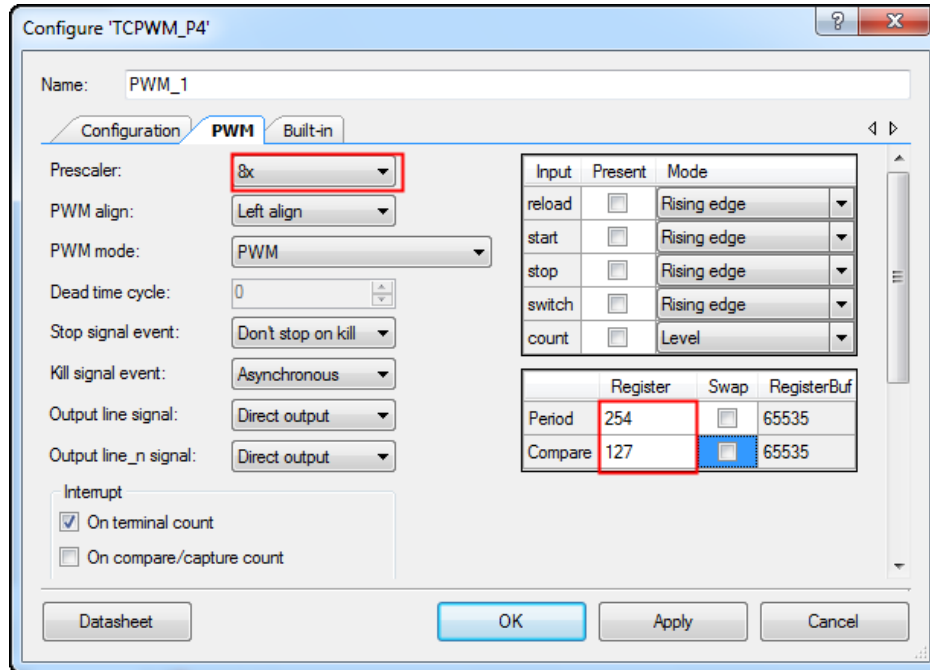 Configure 'TCPWM_P4'
Name: PWM_1
Configuration PWM Built-in
Prescaler: 8x
PWM align: Left align
PWM mode: PWM
Dead time cycle: 0
Stop signal event: Don't stop on kill
Kill signal event: Asynchronous
Output line signal: Direct output
Output line_n signal: Direct output
Interrupt
On terminal count
On compare/capture count
Input Present Mode
reload Rising edge
start Rising edge
stop Rising edge
switch Rising edge
count Level
Register Swap RegisterBuf
Period 254 65535
Compare 127 65535
Datasheet OK Apply Cancel